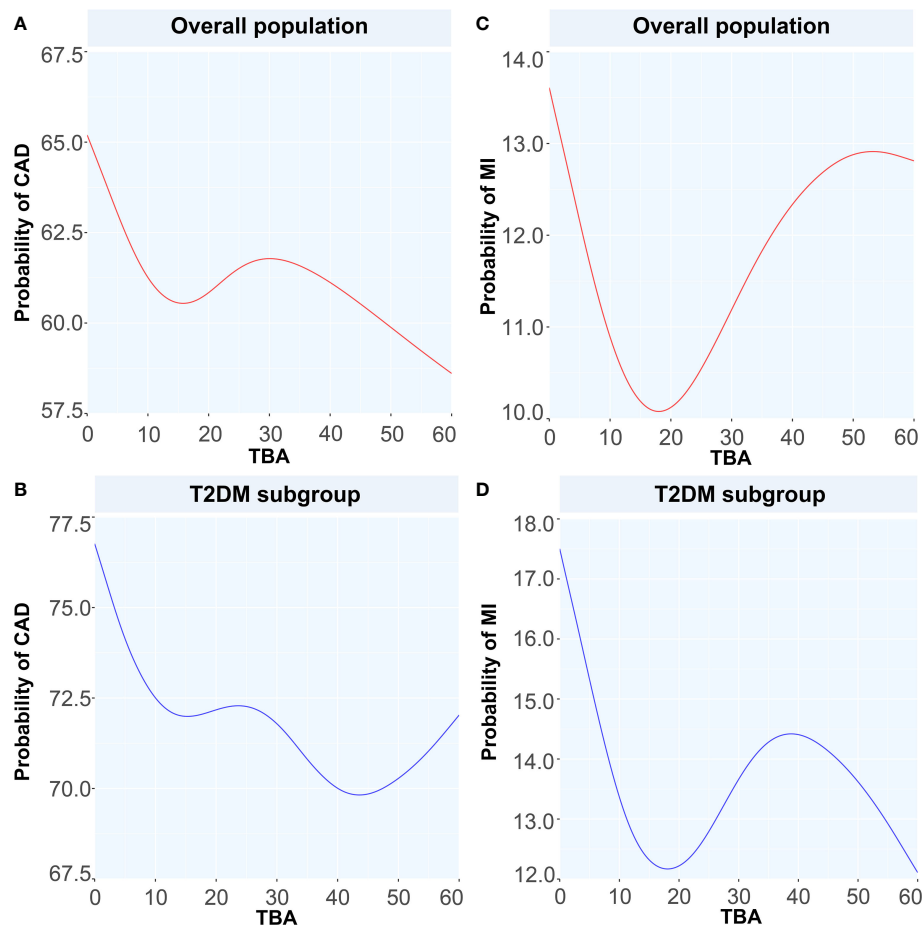 A
Overall population
Probability of CAD
67.5
65.0
62.5
60.0
57.5
0 10 20 30 40 50 60
TBA
C
Overall population
Probability of MI
14.0
13.0
12.0
11.0
10.0
0 10 20 30 40 50 60
TBA
B
T2DM subgroup
Probability of CAD
77.5
75.0
72.5
70.0
67.5
0 10 20 30 40 50 60
TBA
D
T2DM subgroup
Probability of MI
18.0
17.0
16.0
15.0
14.0
13.0
12.0
0 10 20 30 40 50 60
TBA